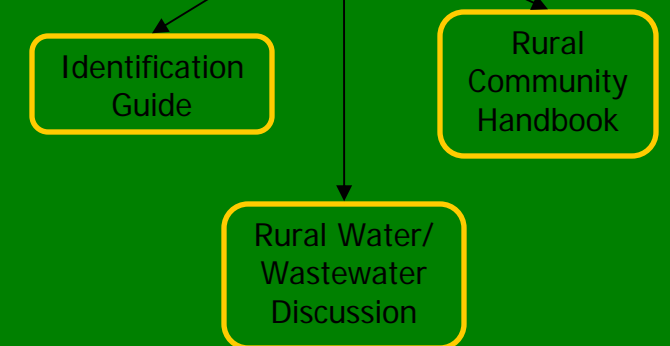 Identification
Guide
Rural
Community
Handbook
Rural Water/
Wastewater
Discussion